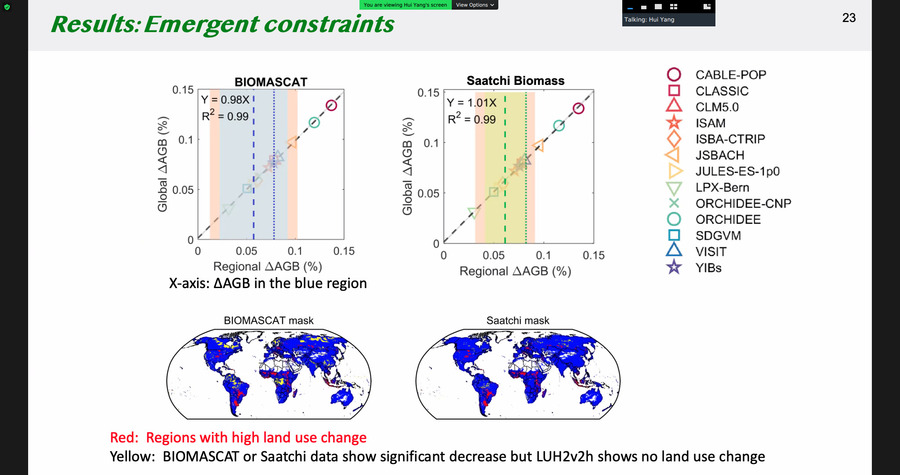 You are viewing Hui Yang's screen
View Options
Talking: Hui Yang
Results: Emergent constraints
23
BIOMASCAT
Y = 0.98X
R² = 0.99
0.15
0.1
0.05
0
Global ΔAGB (%)
0
0.05
0.1
0.15
Regional ΔAGB (%)
X-axis: ΔAGB in the blue region
Saatchi Biomass
Y = 1.01X
R² = 0.99
0.15
0.1
0.05
0
Global ΔAGB (%)
0
0.05
0.1
0.15
Regional ΔAGB (%)
CABLE-POP
CLASSIC
CLM5.0
ISAM
ISBA-CTRIP
JSBACH
JULES-ES-1p0
LPX-Bern
ORCHIDEE-CNP
ORCHIDEE
SDGVM
VISIT
YIBs
BIOMASCAT mask
Saatchi mask
Red: Regions with high land use change
Yellow: BIOMASCAT or Saatchi data show significant decrease but LUH2v2h shows no land use change